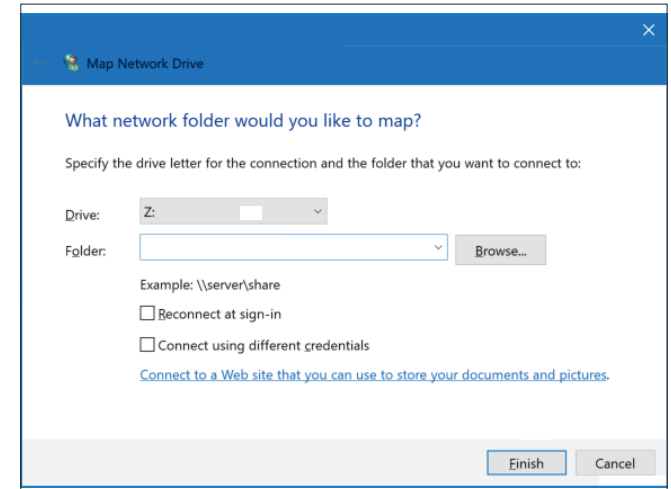 Map Network Drive
What network folder would you like to map?
Specify the drive letter for the connection and the folder that you want to connect to:
Drive: Z:
Folder: Browse...
Example: \\server\share
Reconnect at sign-in
Connect using different credentials
Connect to a Web site that you can use to store your documents and pictures.
Finish Cancel